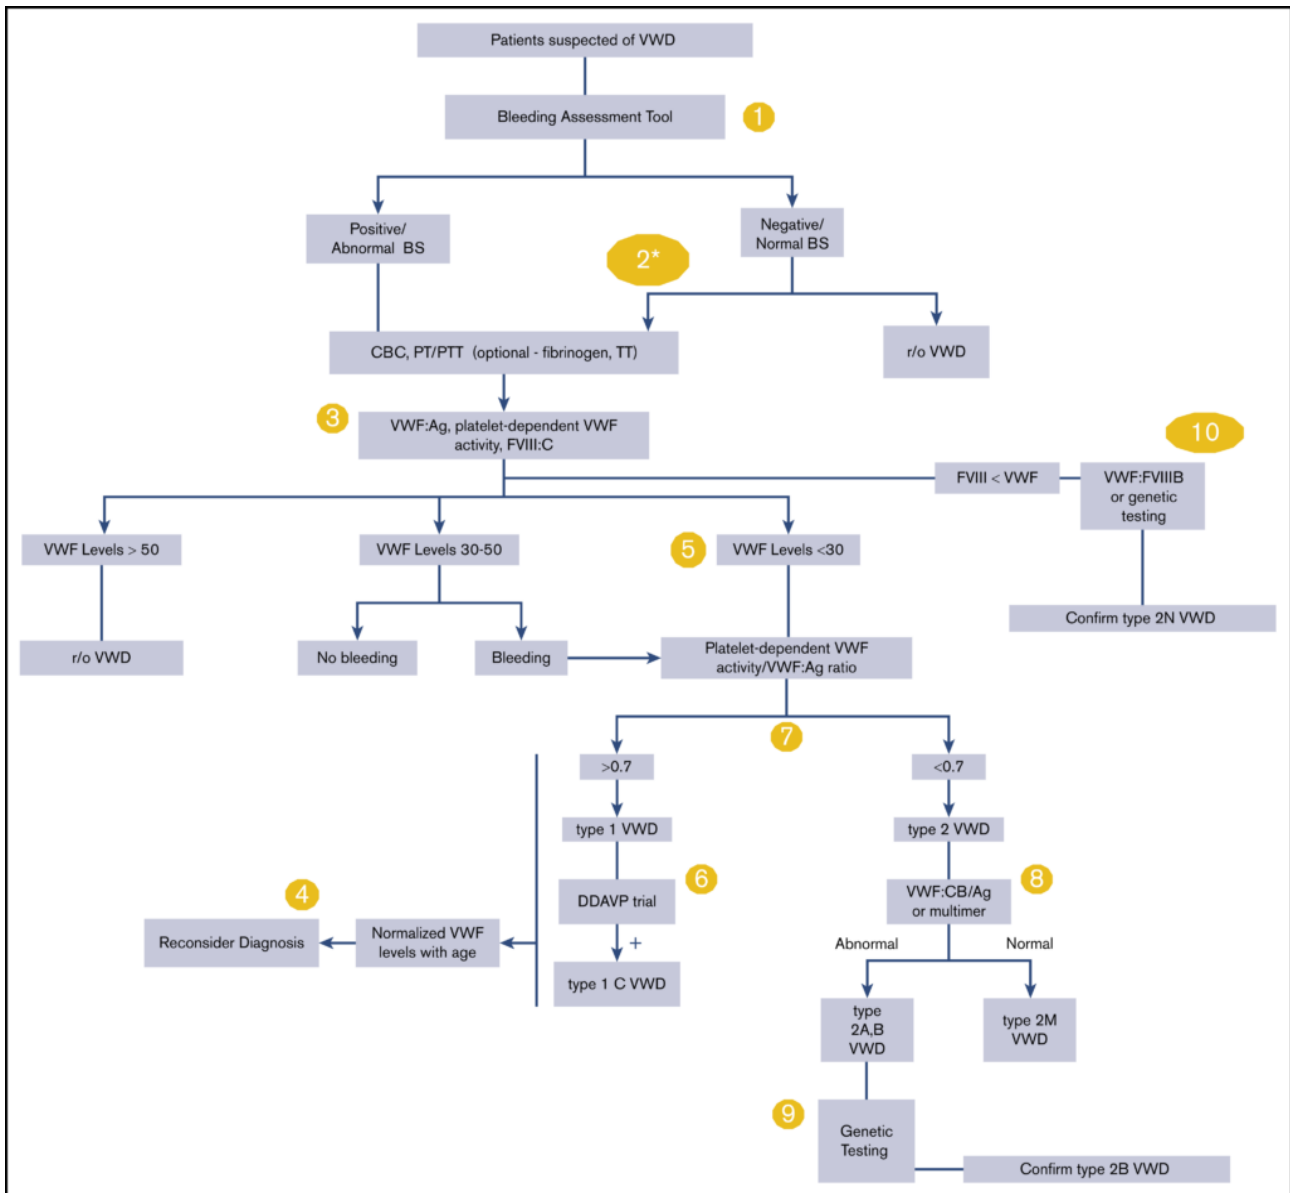 Patients suspected of VWD
Bleeding Assessment Tool
1
Positive/
Abnormal BS
Negative/
Normal BS
2*
CBC, PT/PTT (optional - fibrinogen, TT)
r/o VWD
3
VWF:Ag, platelet-dependent VWF
activity, FVIII:C
10
FVIII < VWF
VWF:FVIIIB
or genetic
testing
VWF Levels > 50
VWF Levels 30-50
5
VWF Levels <30
Confirm type 2N VWD
r/o VWD
No bleeding
Bleeding
Platelet-dependent VWF
activity/VWF:Ag ratio
7
>0.7
<0.7
type 1 VWD
type 2 VWD
4
6
8
DDAVP trial
VWF:CB/Ag
or multimer
Reconsider Diagnosis
Normalized VWF
levels with age
+
Abnormal
Normal
type 1 C VWD
type
2A,B
VWD
type 2M
VWD
9
Genetic
Testing
Confirm type 2B VWD